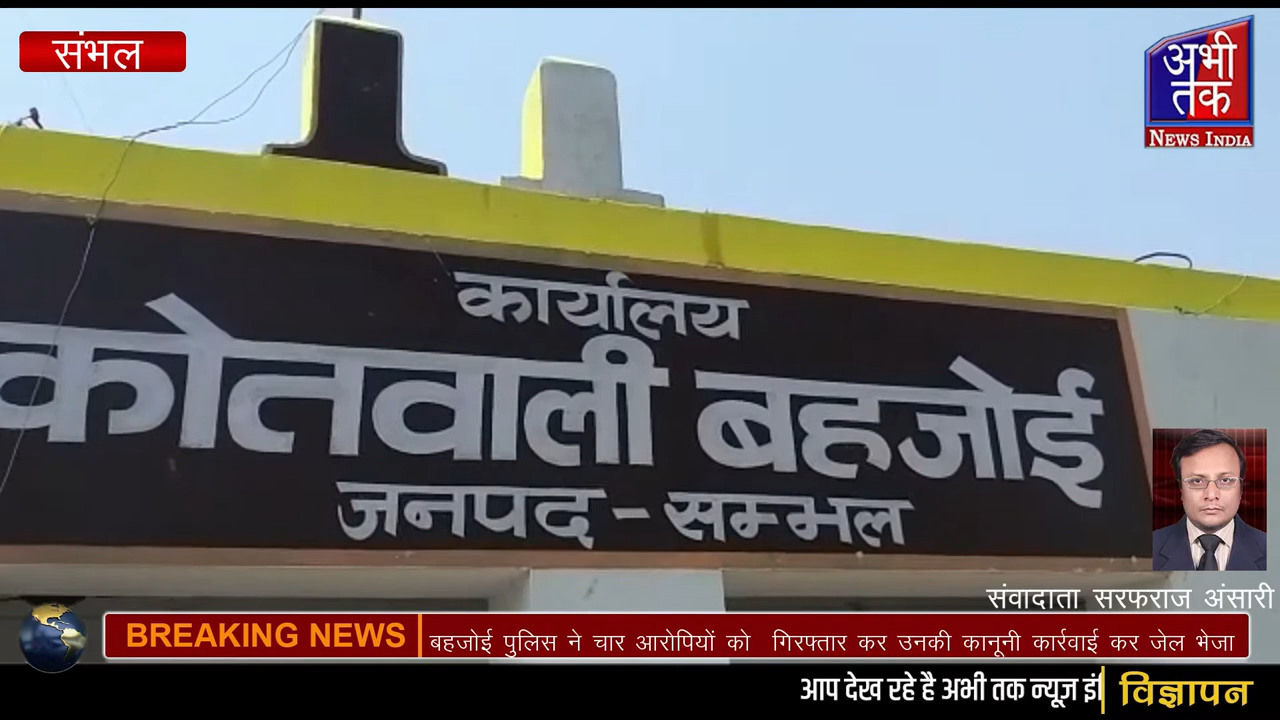 संभल
अभी
तक
NEWS INDIA
कार्यालय
कोतवाली बहजोई
जनपद - सम्भल
संवादाता सरफराज अंसारी
BREAKING NEWS
बहजोई पुलिस ने चार आरोपियों को गिरफ्तार कर उनकी कानूनी कार्रवाई कर जेल भेजा
आप देख रहे है अभी तक न्यूज़ इं
विज्ञापन